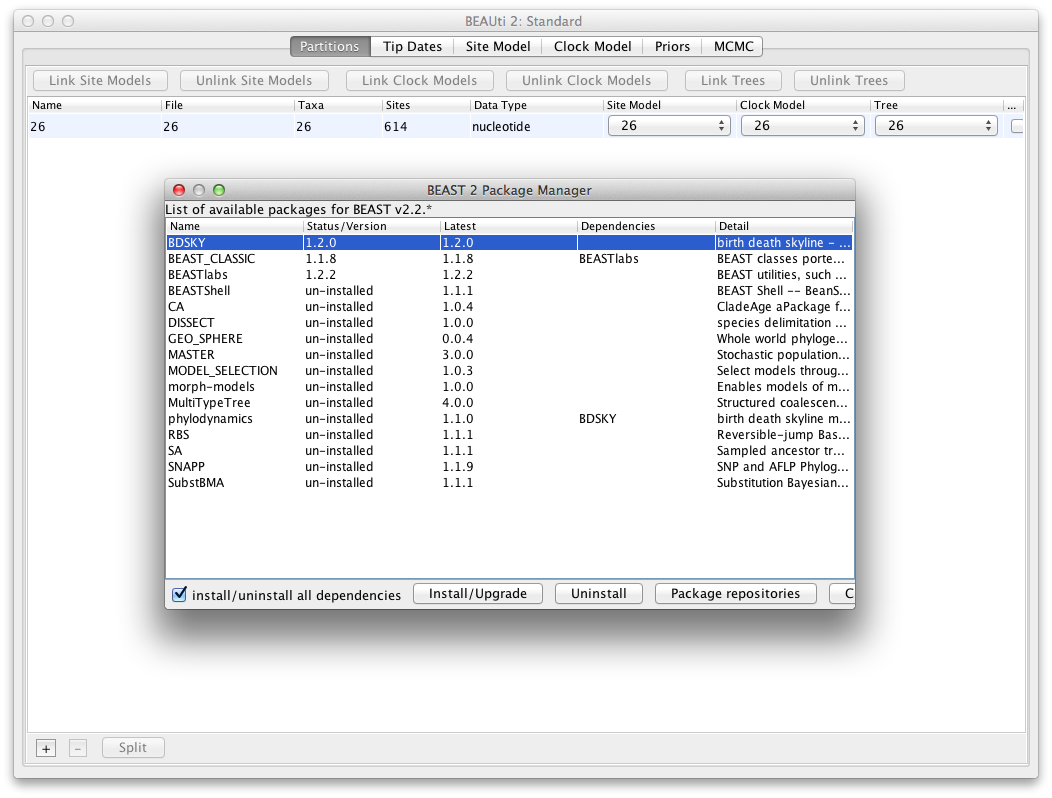 BEAUti 2: Standard
Partitions Tip Dates Site Model Clock Model Priors MCMC
Link Site Models Unlink Site Models Link Clock Models Unlink Clock Models Link Trees Unlink Trees
Name File Taxa Sites Data Type Site Model Clock Model Tree ...
26 26 26 614 nucleotide 26 26 26
BEAST 2 Package Manager
List of available packages for BEAST v2.2.*
Name Status/Version Latest Dependencies Detail
BDSKY 1.2.0 1.2.0 birth death skyline - ...
BEAST_CLASSIC 1.1.8 1.1.8 BEASTlabs BEAST classes porte...
BEASTlabs 1.2.2 1.2.2 BEAST utilities, such ...
BEASTShell un-installed 1.1.1 BEAST Shell -- BeanS...
CA un-installed 1.0.4 CladeAge aPackage f...
DISSECT un-installed 1.0.0 species delimitation ...
GEO_SPHERE un-installed 0.0.4 Whole world phyloge...
MASTER un-installed 3.0.0 Stochastic population...
MODEL_SELECTION un-installed 1.0.3 Select models throug...
morph-models un-installed 1.0.0 Enables models of m...
MultiTypeTree un-installed 4.0.0 Structured coalescen...
phylodynamics un-installed 1.1.0 BDSKY birth death skyline m...
RBS un-installed 1.1.1 Reversible-jump Bas...
SA un-installed 1.1.1 Sampled ancestor tr...
SNAPP un-installed 1.1.9 SNP and AFLP Phylog...
SubstBMA un-installed 1.1.1 Substitution Bayesian...
install/uninstall all dependencies Install/Upgrade Uninstall Package repositories C
+ - Split